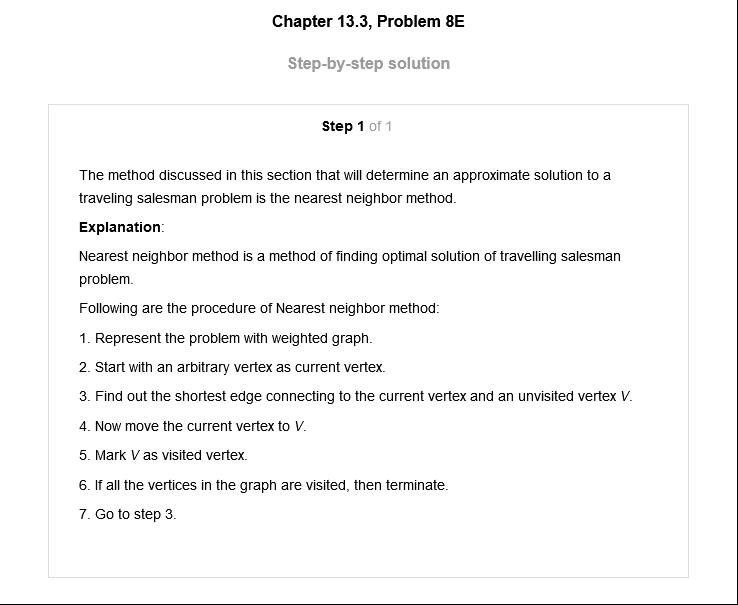 Chapter 13.3, Problem 8E
Step-by-step solution
Step 1 of 1
The method discussed in this section that will determine an approximate solution to a
traveling salesman problem is the nearest neighbor method.
Explanation:
Nearest neighbor method is a method of finding optimal solution of travelling salesman
problem.
Following are the procedure of Nearest neighbor method:
1. Represent the problem with weighted graph.
2. Start with an arbitrary vertex as current vertex.
3. Find out the shortest edge connecting to the current vertex and an unvisited vertex V.
4. Now move the current vertex to V.
5. Mark V as visited vertex.
6. If all the vertices in the graph are visited, then terminate.
7. Go to step 3.